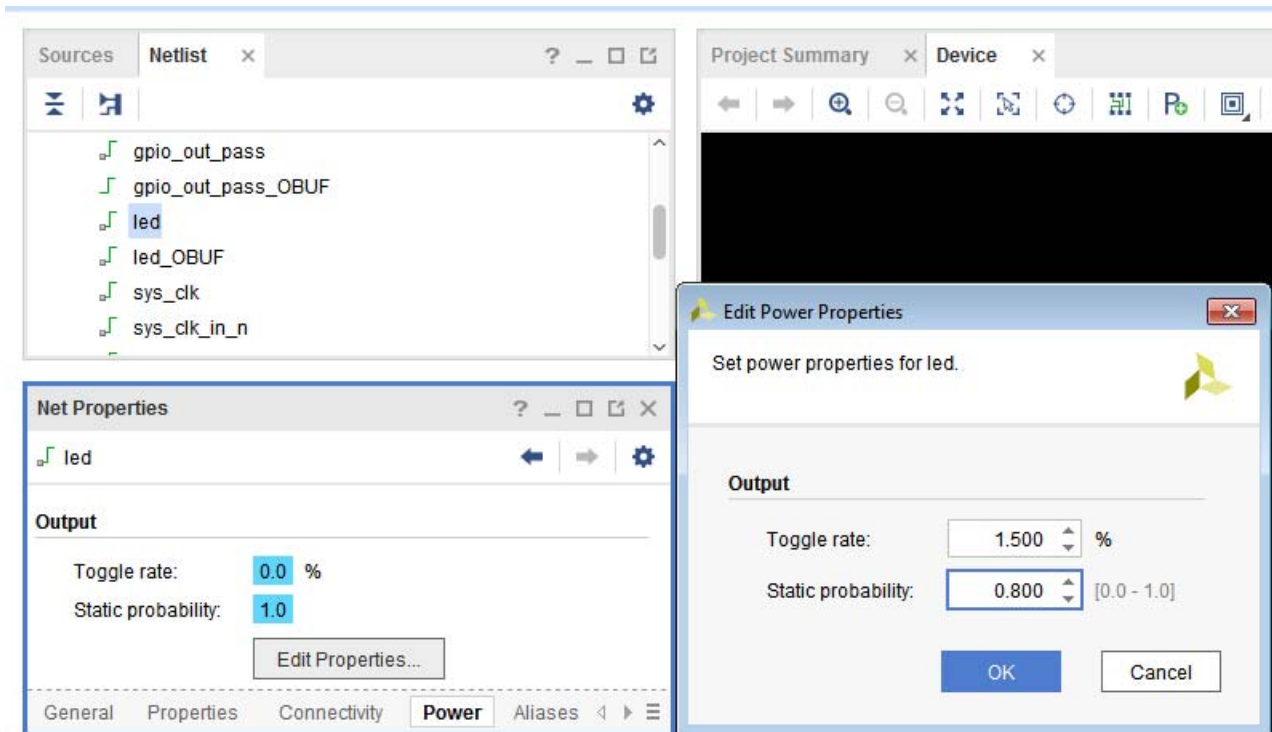 Sources Netlist
gpio_out_pass
gpio_out_pass_OBUF
led
led_OBUF
sys_clk
sys_clk_in_n
Project Summary Device
Net Properties
led
Output
Toggle rate: 0.0 %
Static probability: 1.0
Edit Properties...
General Properties Connectivity Power Aliases
Edit Power Properties
Set power properties for led.
Output
Toggle rate: 1.500 %
Static probability: 0.800 [0.0 - 1.0]
OK Cancel